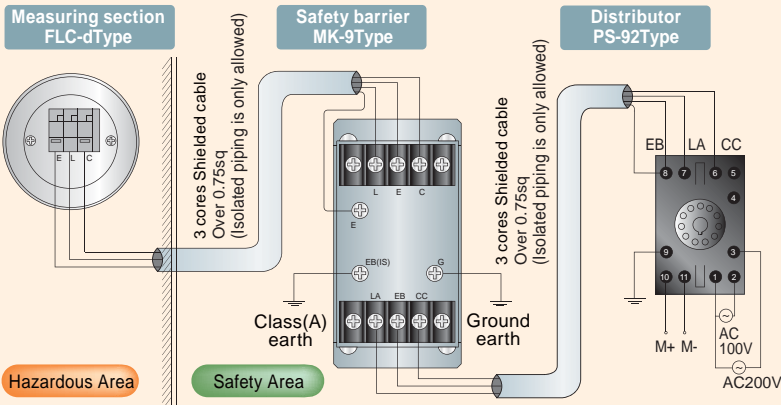 Measuring section
FLC-dType
Safety barrier
MK-9Type
Distributor
PS-92Type
3 cores Shielded cable
Over 0.75sq
(Isolated piping is only allowed)
E L C
L E C
E
EB(IS)
G
LA EB CC
Class(A)
earth
Ground
earth
3 cores Shielded cable
Over 0.75sq
(Isolated piping is only allowed)
EB LA CC
8 7 6 5
4
9 3
10 11 1 2
M+ M-
AC
100V
AC200V
Hazardous Area
Safety Area